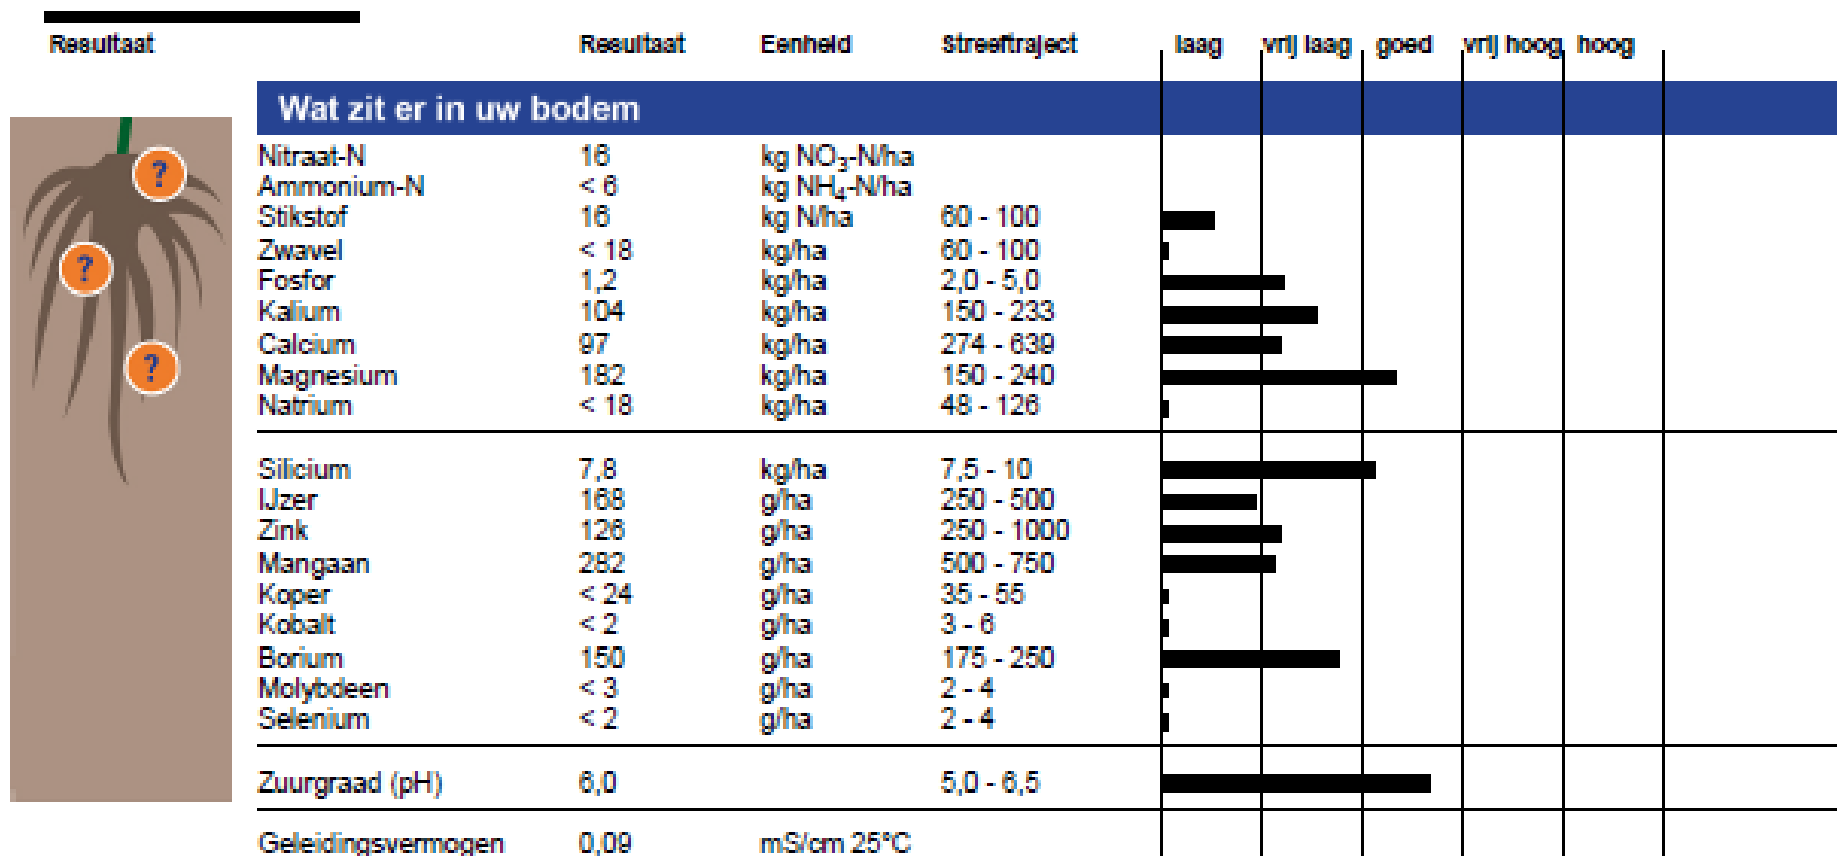 Resultaat Resultaat Eenheid Streeftraject laag vrij laag goed vrij hoog hoog
Wat zit er in uw bodem
Nitraat-N 16 kg NO₃-N/ha
Ammonium-N < 6 kg NH₄-N/ha
Stikstof 16 kg N/ha 60 - 100
Zwavel < 18 kg/ha 60 - 100
Fosfor 1,2 kg/ha 2,0 - 5,0
Kalium 104 kg/ha 150 - 233
Calcium 97 kg/ha 274 - 639
Magnesium 182 kg/ha 150 - 240
Natrium < 18 kg/ha 48 - 126
Silicium 7,8 kg/ha 7,5 - 10
IJzer 168 g/ha 250 - 500
Zink 126 g/ha 250 - 1000
Mangaan 282 g/ha 500 - 750
Koper < 24 g/ha 35 - 55
Kobalt < 2 g/ha 3 - 6
Borium 150 g/ha 175 - 250
Molybdeen < 3 g/ha 2 - 4
Selenium < 2 g/ha 2 - 4
Zuurgraad (pH) 6,0 5,0 - 6,5
Geleidingsvermogen 0,09 mS/cm 25°C
?
?
?